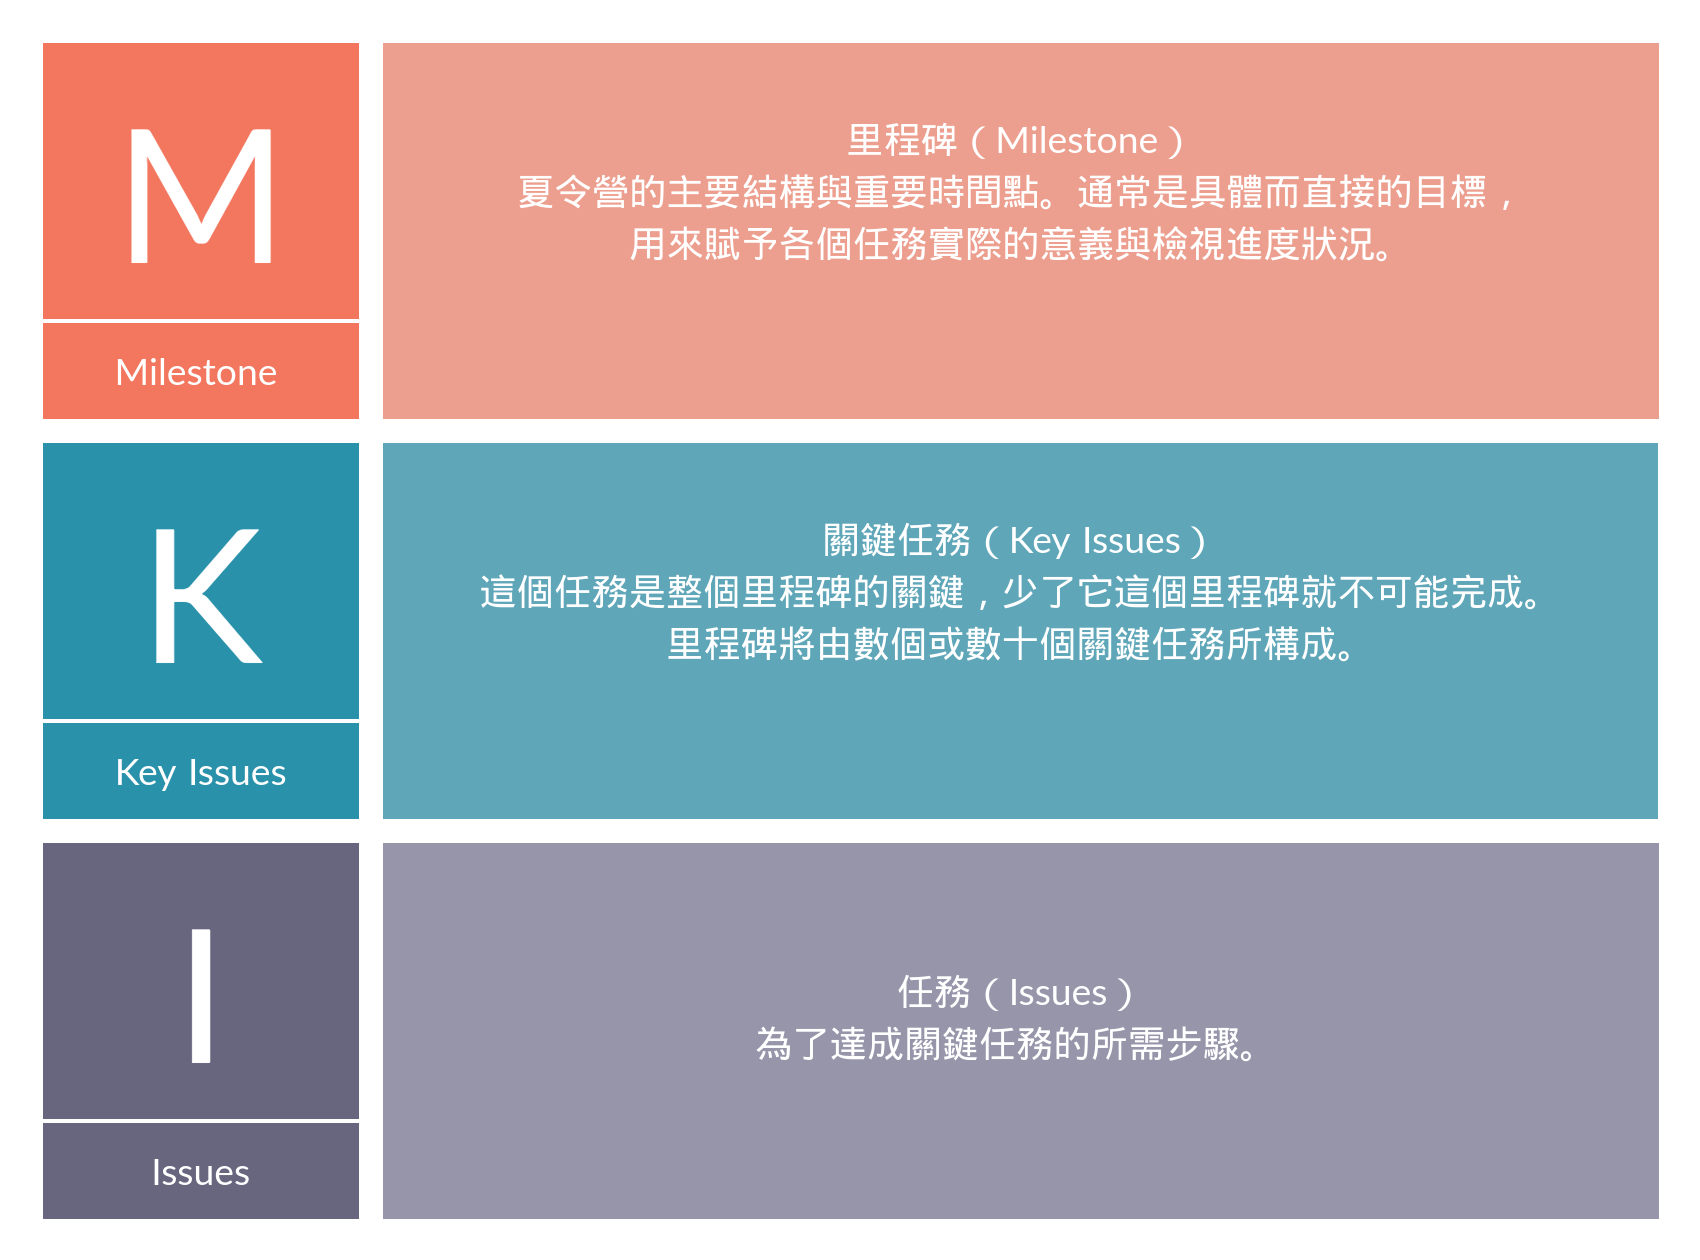 M
Milestone
里程碑（Milestone）
夏令營的主要結構與重要時間點。通常是具體而直接的目標，
用來賦予各個任務實際的意義與檢視進度狀況。
K
Key Issues
關鍵任務（Key Issues）
這個任務是整個里程碑的關鍵，少了它這個里程碑就不可能完成。
里程碑將由數個或數十個關鍵任務所構成。
I
Issues
任務（Issues）
為了達成關鍵任務的所需步驟。